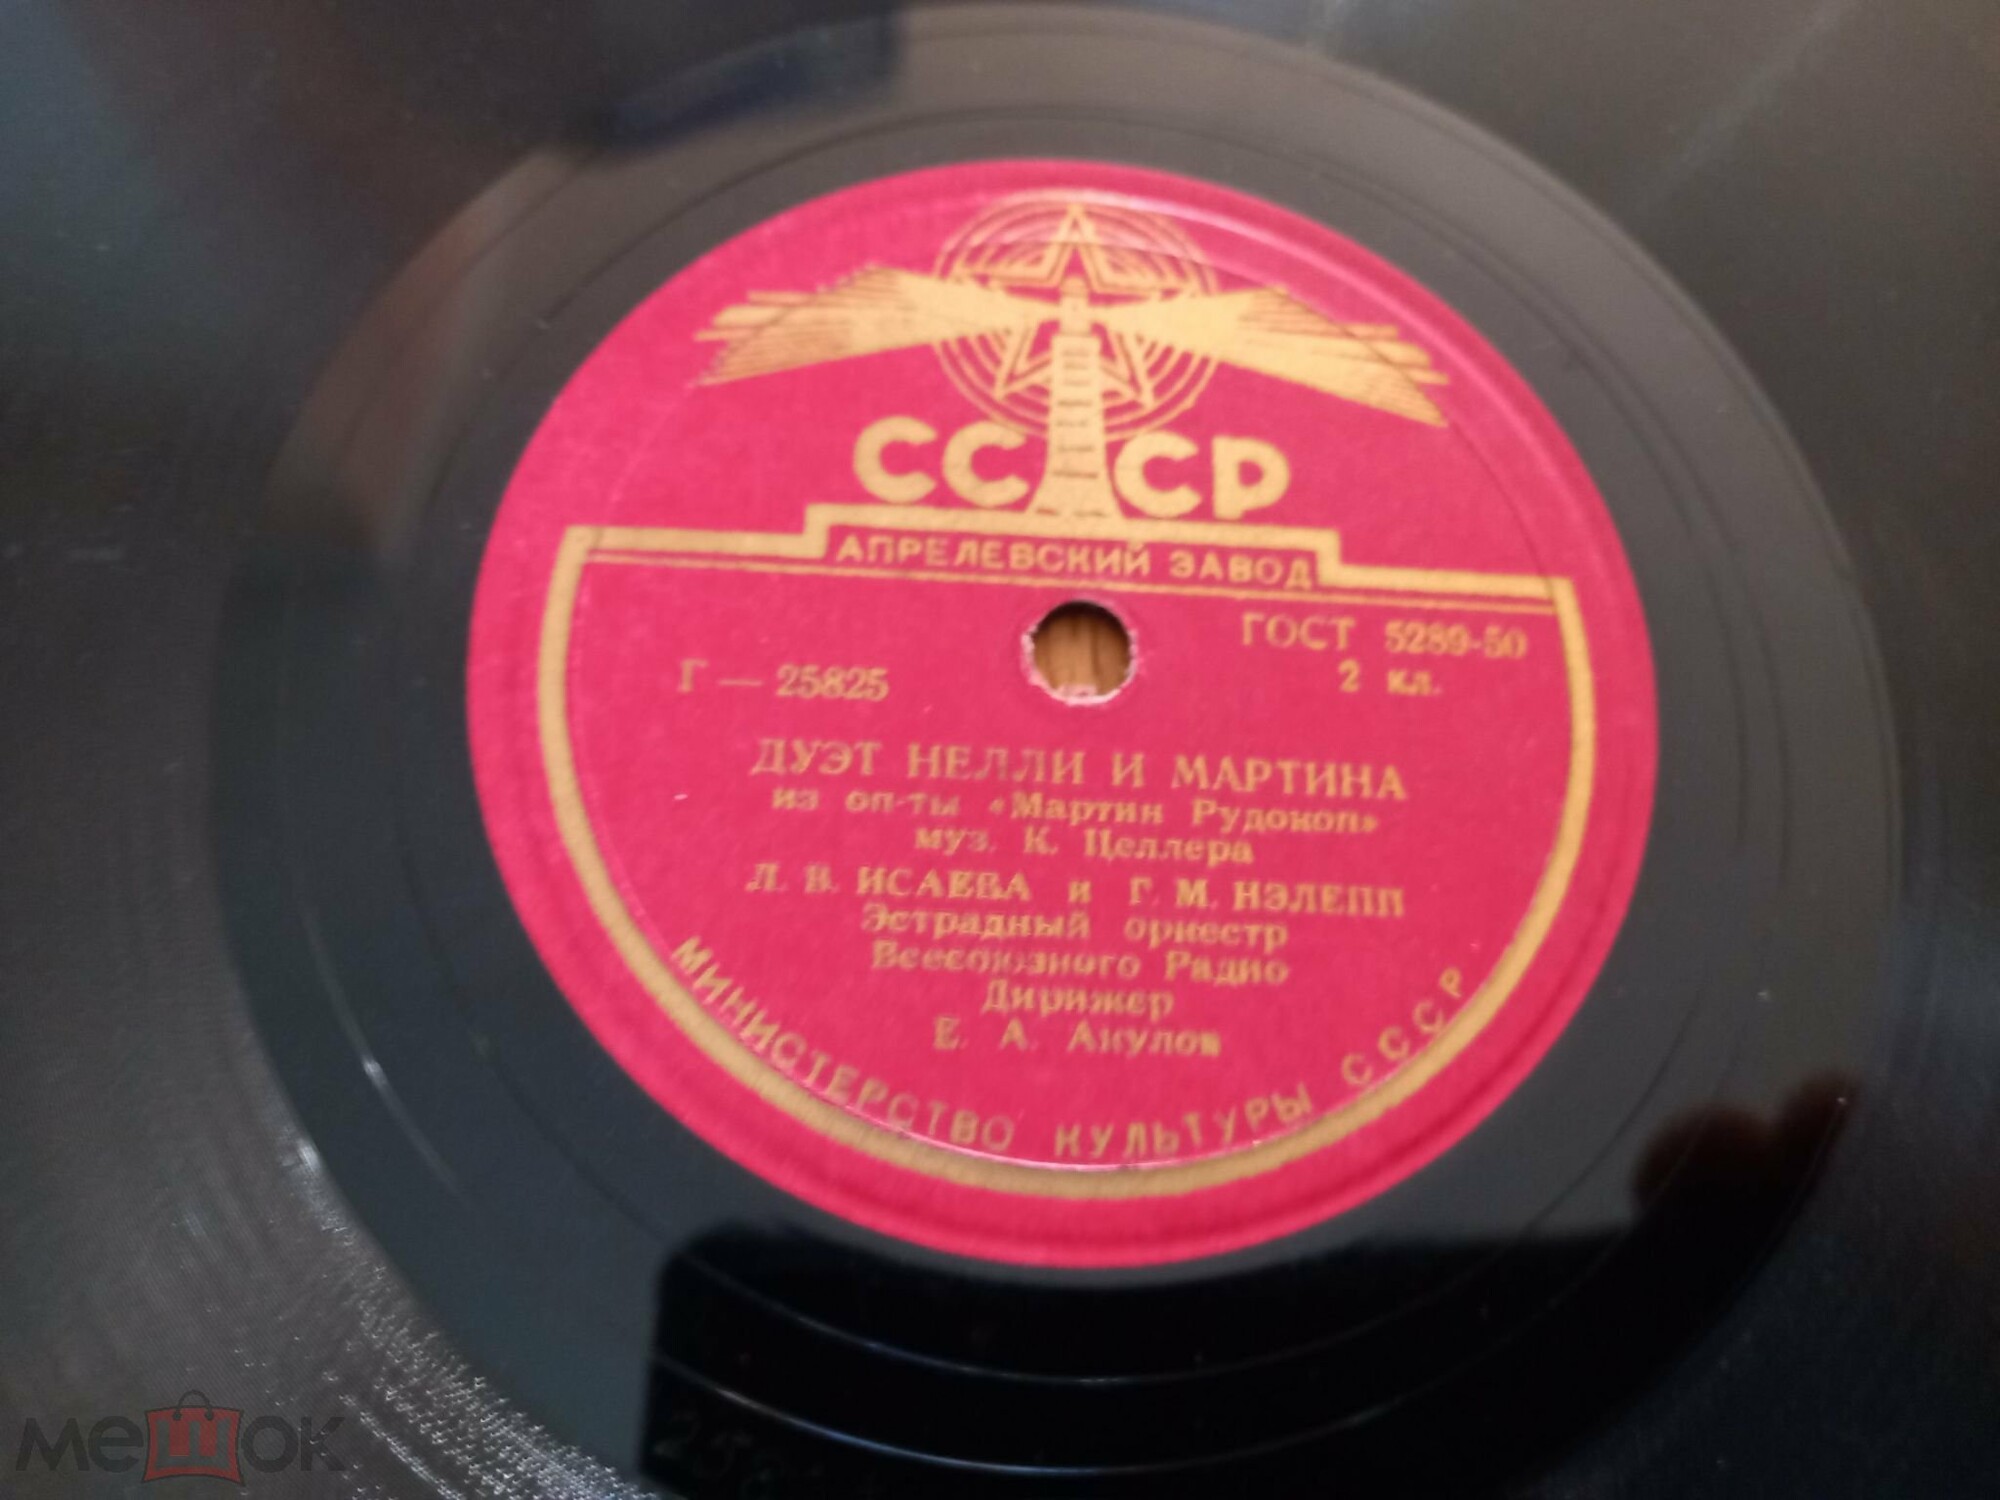 СССР
АПРЕЛЕВСКИЙ ЗАВОД
ГОСТ 5289-50
2 кл.
Г — 25825
ДУЭТ НЕЛЛИ И МАРТИНА
из оп-ты «Мартин Рудокоп»
муз. К. Целлера
Л. В. ИСАЕВА и Г. М. НЭЛЕПП
Эстрадный оркестр
Всесоюзного Радио
Дирижер
Е. А. Акулов
МИНИСТЕРСТВО КУЛЬТУРЫ СССР
мешок